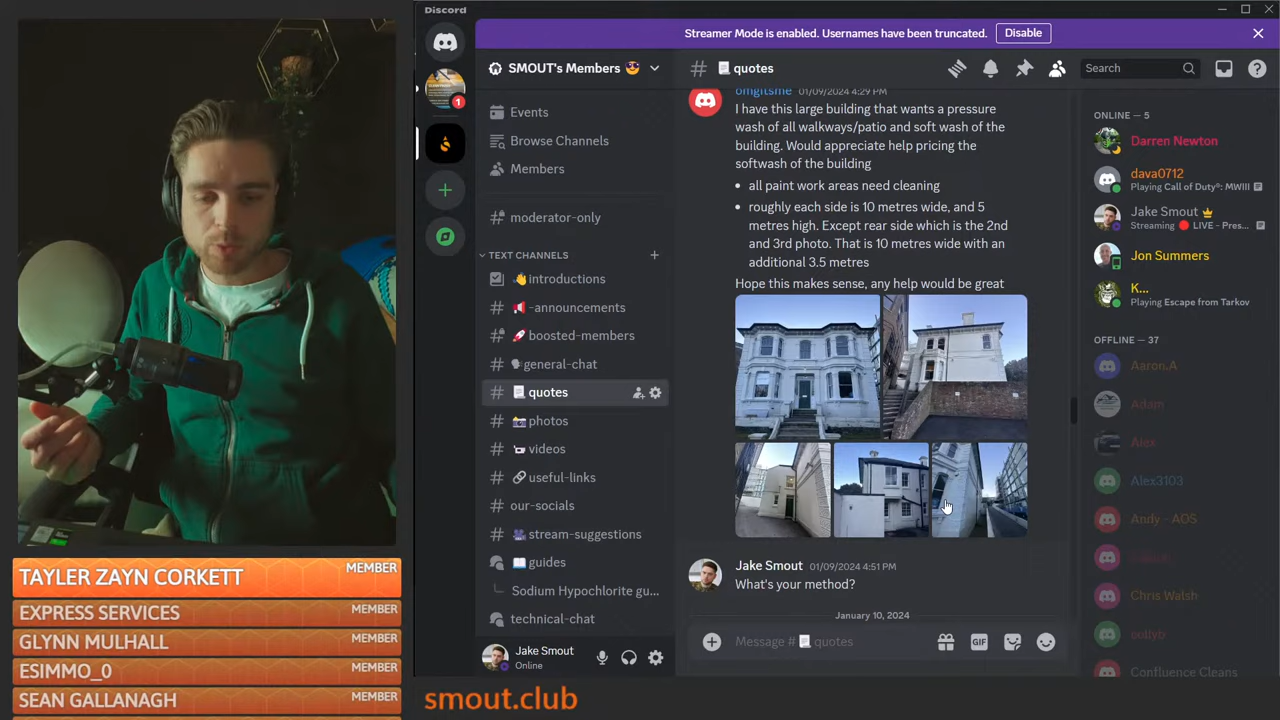 Discord
Streamer Mode is enabled. Usernames have been truncated.
Disable
SMOUT's Members
quotes
Search
1
Events
Browse Channels
Members
moderator-only
TEXT CHANNELS
introductions
-announcements
boosted-members
general-chat
quotes
photos
videos
useful-links
our-socials
stream-suggestions
guides
Sodium Hypochlorite gu...
technical-chat
Jake Smout
Online
omgitsme 01/09/2024 4:29 PM
I have this large building that wants a pressure
wash of all walkways/patio and soft wash of the
building. Would appreciate help pricing the
softwash of the building
• all paint work areas need cleaning
• roughly each side is 10 metres wide, and 5
metres high. Except rear side which is the 2nd
and 3rd photo. That is 10 metres wide with an
additional 3.5 metres
Hope this makes sense, any help would be great
Jake Smout 01/09/2024 4:51 PM
What's your method?
January 10, 2024
Message # quotes
GIF
ONLINE — 5
Darren Newton
dava0712
Playing Call of Duty®: MWIII
Jake Smout
Streaming LIVE - Pres...
Jon Summers
K...
Playing Escape from Tarkov
OFFLINE — 37
Aaron.A
Adam
Alex
Alex3103
Andy - AOS
Chris Walsh
collyb
Confluence Cleans
TAYLER ZAYN CORKETT MEMBER
EXPRESS SERVICES MEMBER
GLYNN MULHALL MEMBER
ESIMMO_0 MEMBER
SEAN GALLANAGH MEMBER
smout.club